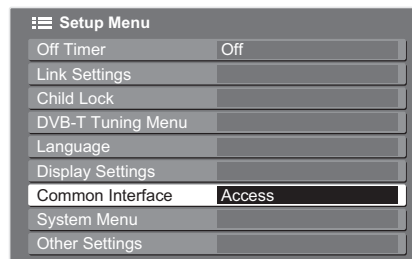 Setup Menu
Off Timer Off
Link Settings
Child Lock
DVB-T Tuning Menu
Language
Display Settings
Common Interface Access
System Menu
Other Settings